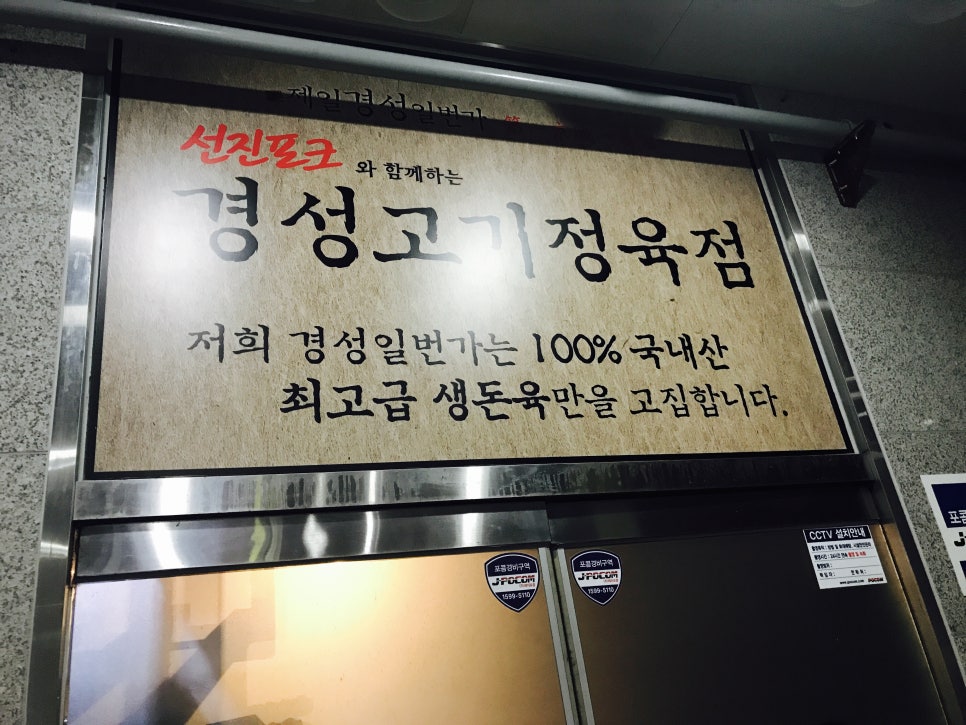 제일경성일번가
선진포크 와 함께하는
경성고기정육점
저희 경성일번가는 100% 국내산
최고급 생돈육만을 고집합니다.
포콤경비구역
J-POCOM
1599-5110
포콤경비구역
J-POCOM
1599-5110
CCTV 설치안내
포콤